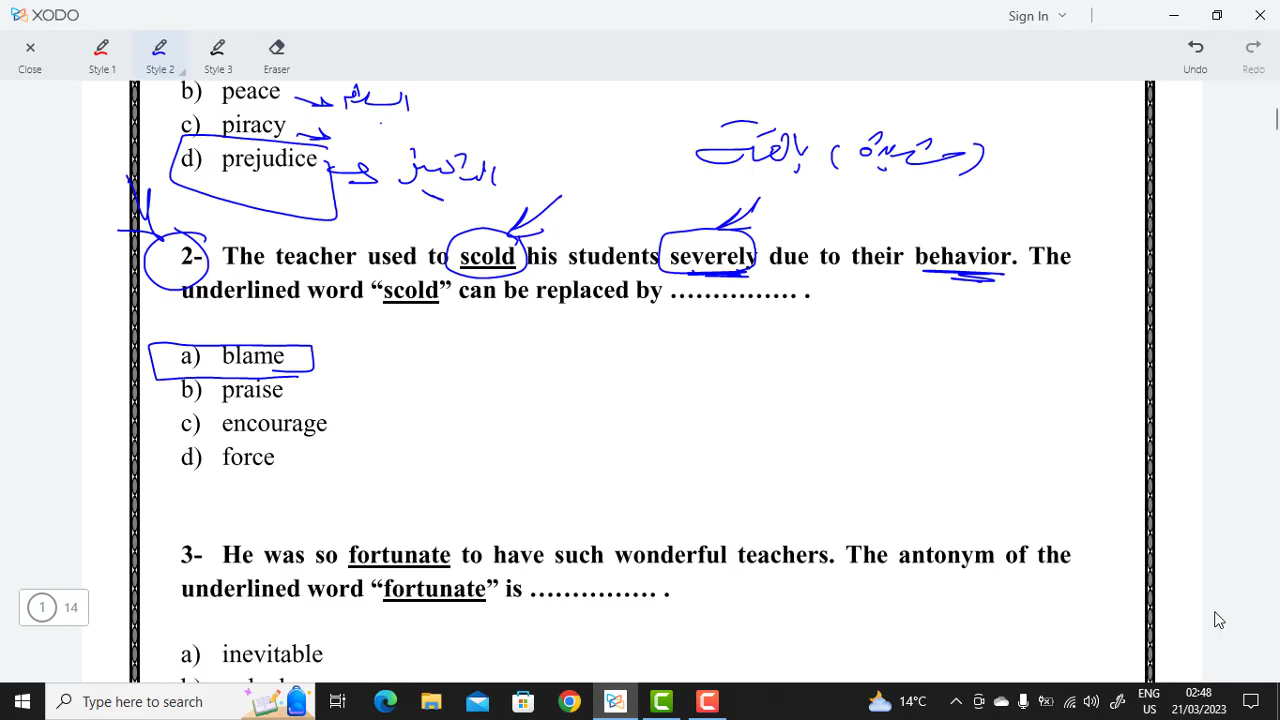 XODO
Sign In
Close
Style 1
Style 2
Style 3
Eraser
Undo
Redo
b) peace السلام
c) piracy
d) prejudice التحيز
2- The teacher used to scold his students severely due to their behavior. The
underlined word “scold” can be replaced by …………… .
a) blame
b) praise
c) encourage
d) force
3- He was so fortunate to have such wonderful teachers. The antonym of the
underlined word “fortunate” is …………… .
a) inevitable
1 14
Type here to search
14°C
ENG
US
02:48
21/03/2023